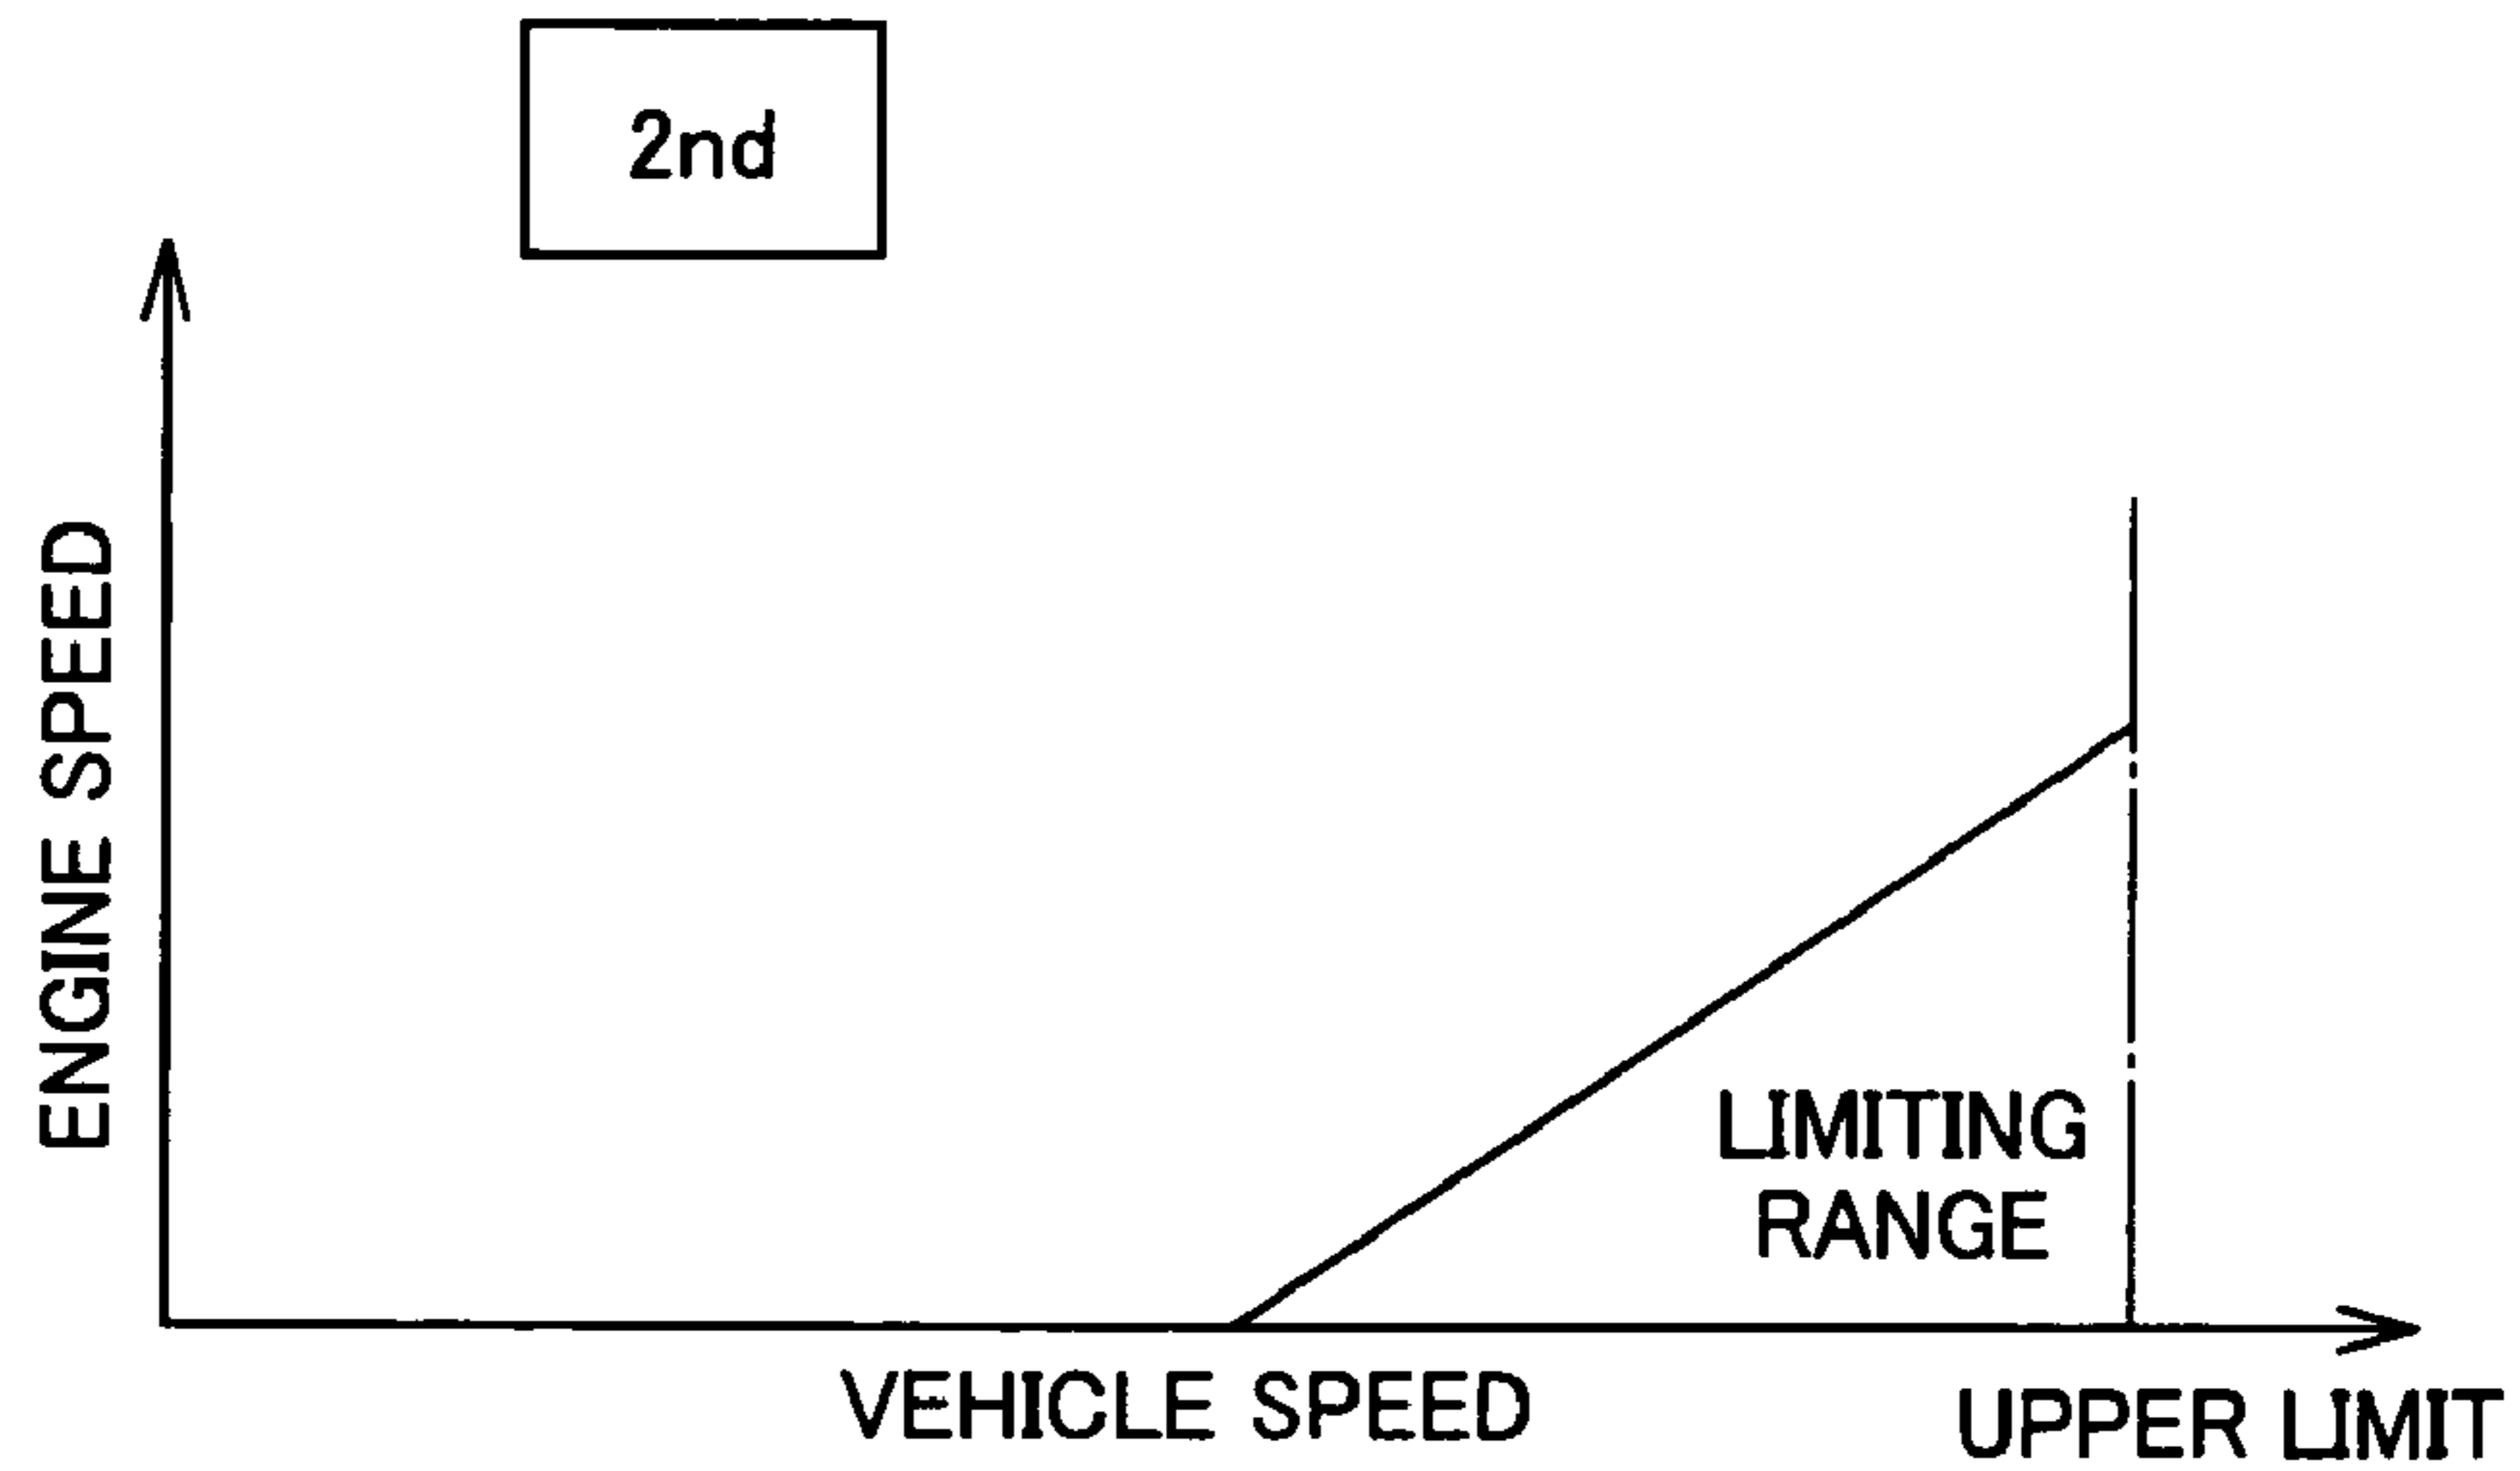 2nd
ENGINE SPEED
LIMITING
RANGE
VEHICLE SPEED
UPPER LIMIT